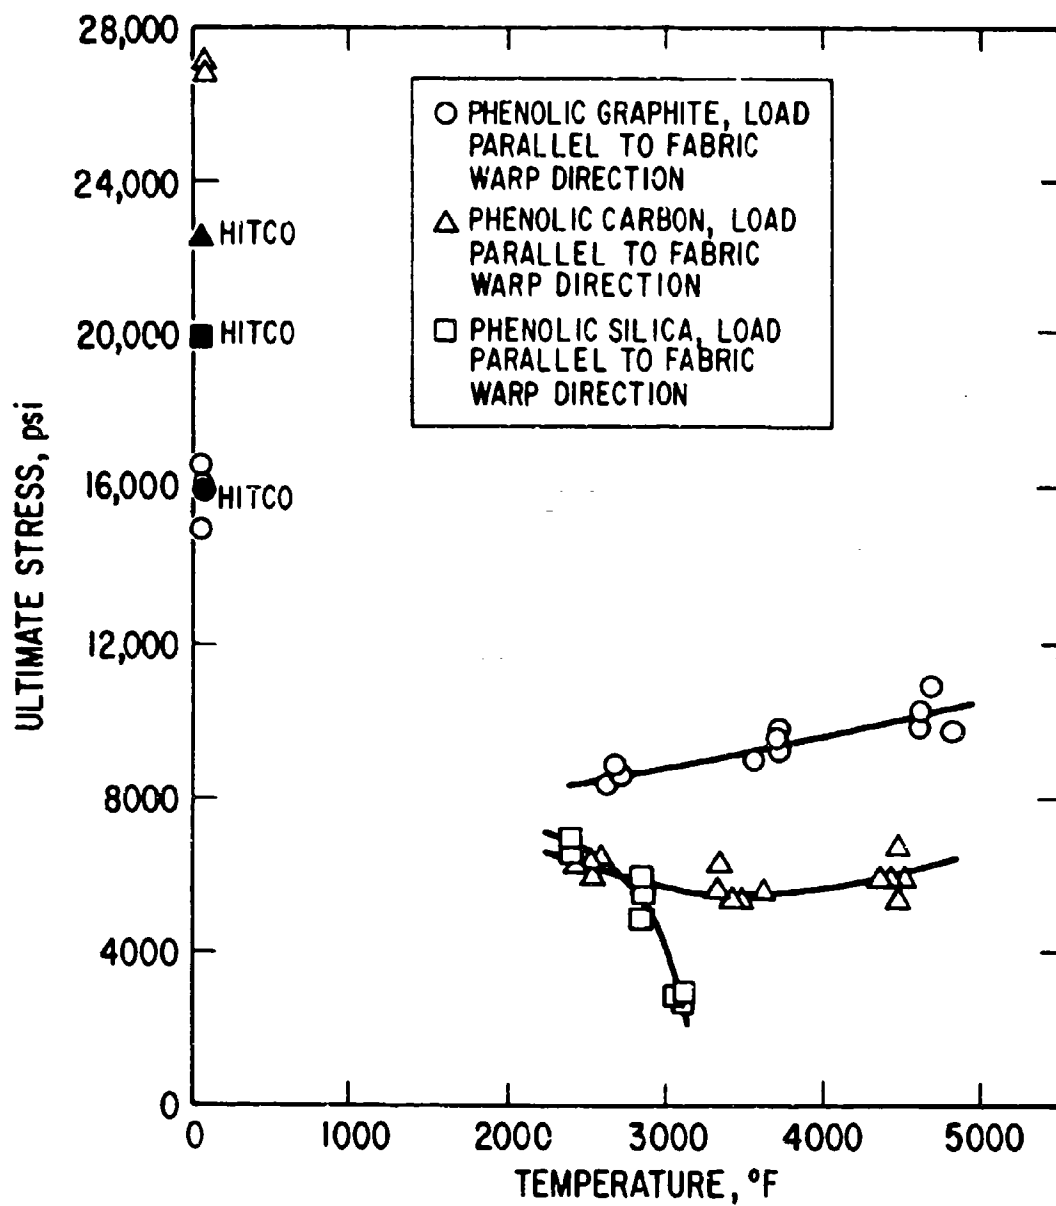 28,000
24,000
20,000
16,000
12,000
8000
4000
0
ULTIMATE STRESS, psi
HITCO
HITCO
HITCO
PHENOLIC GRAPHITE, LOAD
PARALLEL TO FABRIC
WARP DIRECTION
PHENOLIC CARBON, LOAD
PARALLEL TO FABRIC
WARP DIRECTION
PHENOLIC SILICA, LOAD
PARALLEL TO FABRIC
WARP DIRECTION
0 1000 2000 3000 4000 5000
TEMPERATURE, °F